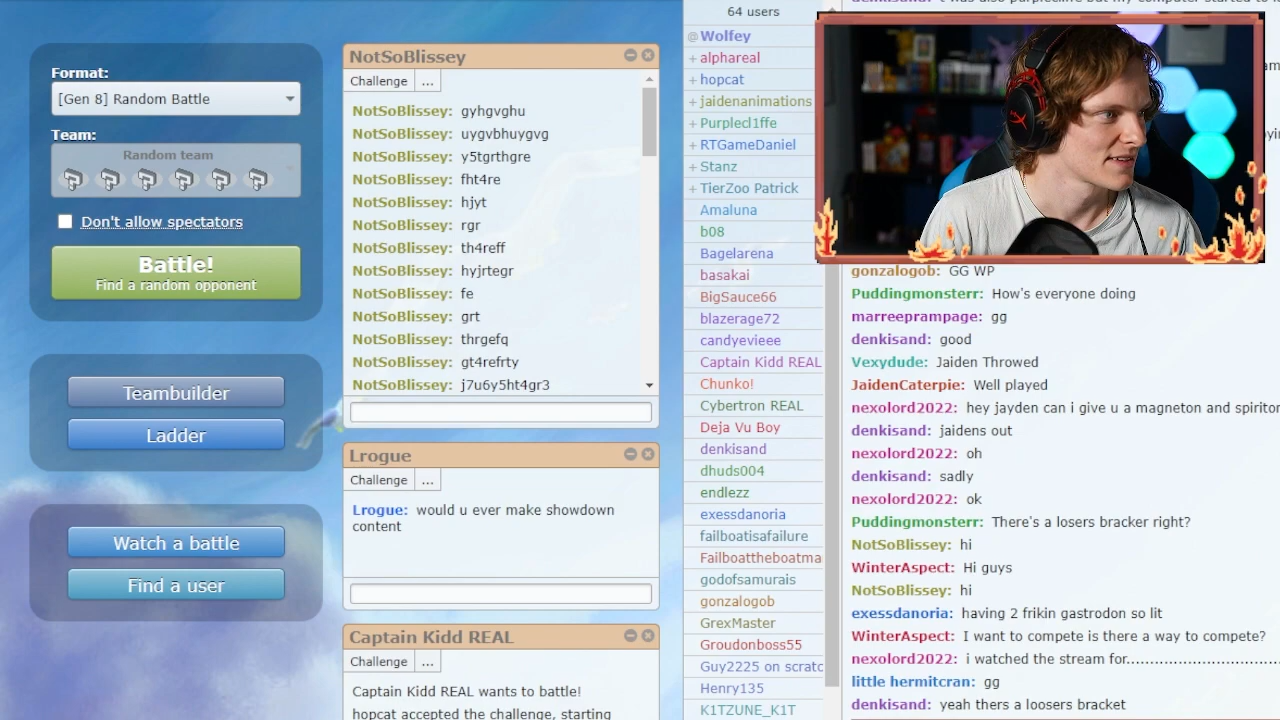 Format:
[Gen 8] Random Battle
Team:
Random team
Don't allow spectators
Battle!
Find a random opponent
Teambuilder
Ladder
Watch a battle
Find a user
NotSoBlissey
Challenge
...
NotSoBlissey: gyhgvghu
NotSoBlissey: uygvbhuygvg
NotSoBlissey: y5tgrthgre
NotSoBlissey: fht4re
NotSoBlissey: hjyt
NotSoBlissey: rgr
NotSoBlissey: th4reff
NotSoBlissey: hyjrtegr
NotSoBlissey: fe
NotSoBlissey: grt
NotSoBlissey: thrgefq
NotSoBlissey: gt4refrty
NotSoBlissey: j7u6y5ht4gr3
Lrogue
Challenge
...
Lrogue: would u ever make showdown
content
Captain Kidd REAL
Challenge
...
Captain Kidd REAL wants to battle!
hopcat accepted the challenge, starting
64 users
@Wolfey
+alphareal
+hopcat
+jaidenanimations
+Purplecl1ffe
+RTGameDaniel
+Stanz
+TierZoo Patrick
Amaluna
b08
Bagelarena
basakai
BigSauce66
blazerage72
candyevieee
Captain Kidd REAL
Chunko!
Cybertron REAL
Deja Vu Boy
denkisand
dhuds004
endlezz
exessdanoria
failboatisafailure
Failboattheboatma
godofsamurais
gonzalogob
GrexMaster
Groudonboss55
Guy2225 on scratc
Henry135
K1TZUNE_K1T
gonzalogob: GG WP
Puddingmonsterr: How's everyone doing
marreeprampage: gg
denkisand: good
Vexydude: Jaiden Throwed
JaidenCaterpie: Well played
nexolord2022: hey jayden can i give u a magneton and spiritor
denkisand: jaidens out
nexolord2022: oh
denkisand: sadly
nexolord2022: ok
Puddingmonsterr: There's a losers bracker right?
NotSoBlissey: hi
WinterAspect: Hi guys
NotSoBlissey: hi
exessdanoria: having 2 frikin gastrodon so lit
WinterAspect: I want to compete is there a way to compete?
nexolord2022: i watched the stream for.................................
little hermitcran: gg
denkisand: yeah thers a loosers bracket